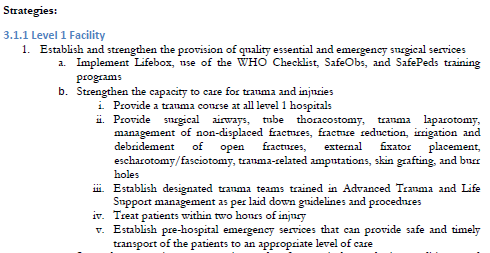 Strategies:
3.1.1 Level 1 Facility
1. Establish and strengthen the provision of quality essential and emergency surgical services
a. Implement Lifebox, use of the WHO Checklist, SafeObs, and SafePeds training
programs
b. Strengthen the capacity to care for trauma and injuries
i. Provide a trauma course at all level 1 hospitals
ii. Provide surgical airways, tube thoracostomy, trauma laparotomy,
management of non-displaced fractures, fracture reduction, irrigation and
debridement of open fractures, external fixator placement,
escharotomy/fasciotomy, trauma-related amputations, skin grafting, and burr
holes
iii. Establish designated trauma teams trained in Advanced Trauma and Life
Support management as per laid down guidelines and procedures
iv. Treat patients within two hours of injury
v. Establish pre-hospital emergency services that can provide safe and timely
transport of the patients to an appropriate level of care